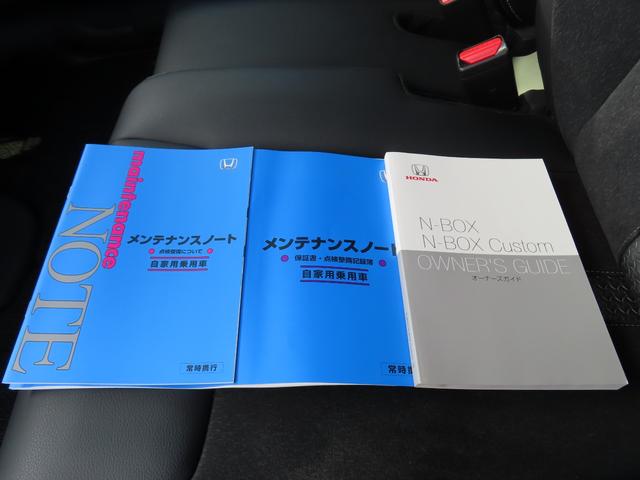 maintenance
NOTE
メンテナンスノート
点検整備について
自家用乗用車
常時携行
メンテナンスノート
保証書・点検整備記録簿
自家用乗用車
常時携
HONDA
N-BOX
N-BOX Custom
OWNER'S GUIDE
オーナーズガイド